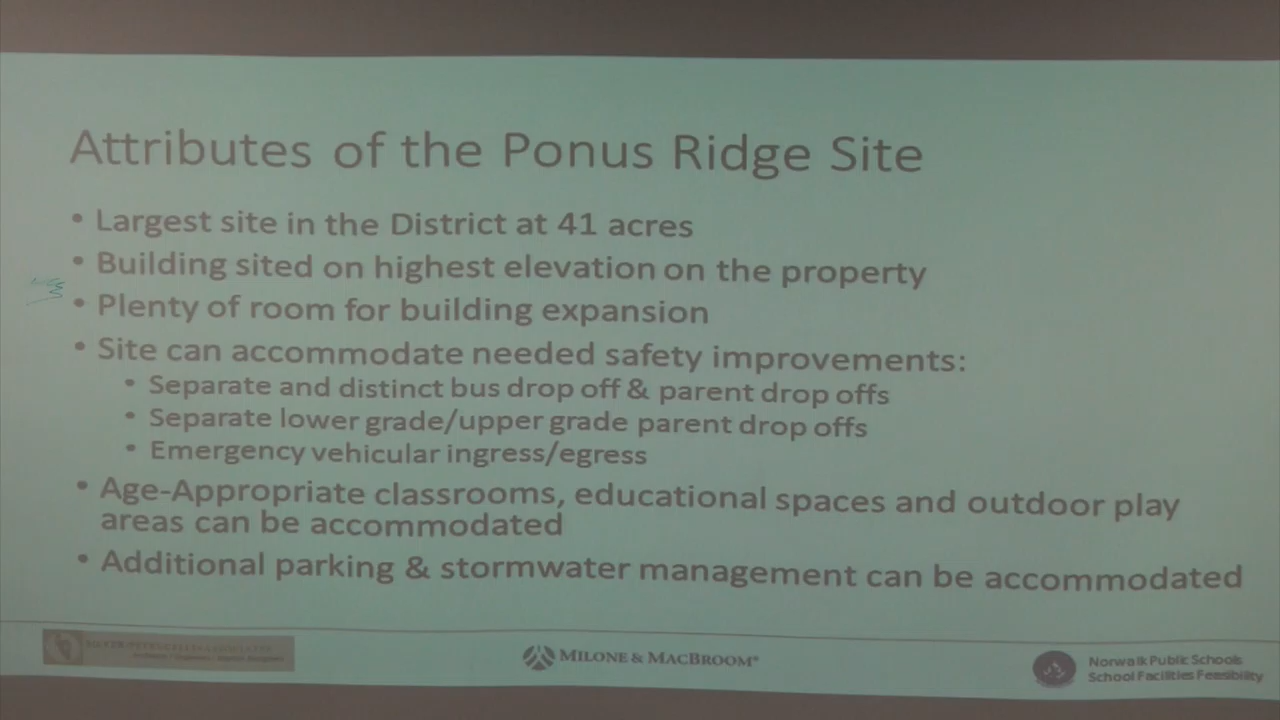 Attributes of the Ponus Ridge Site
• Largest site in the District at 41 acres
• Building sited on highest elevation on the property
• Plenty of room for building expansion
• Site can accommodate needed safety improvements:
• Separate and distinct bus drop off & parent drop offs
• Separate lower grade/upper grade parent drop offs
• Emergency vehicular ingress/egress
• Age-Appropriate classrooms, educational spaces and outdoor play
areas can be accommodated
• Additional parking & stormwater management can be accommodated
MILONE & MACBROOM®
Norwalk Public Schools
School Facilities Feasibility